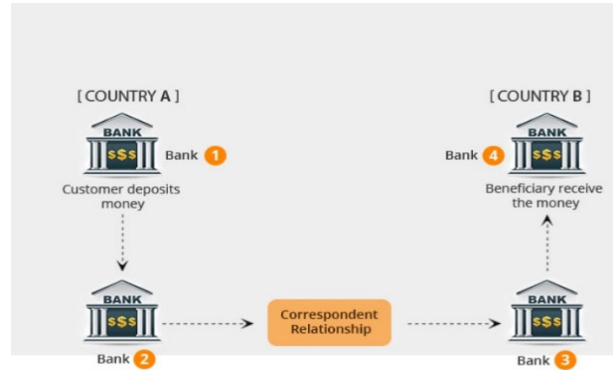 [ COUNTRY A ]
[ COUNTRY B ]
BANK
$$$
Bank 1
Customer deposits
money
Bank 4
BANK
$$$
Beneficiary receive
the money
BANK
$$$
Bank 2
Correspondent
Relationship
BANK
$$$
Bank 3